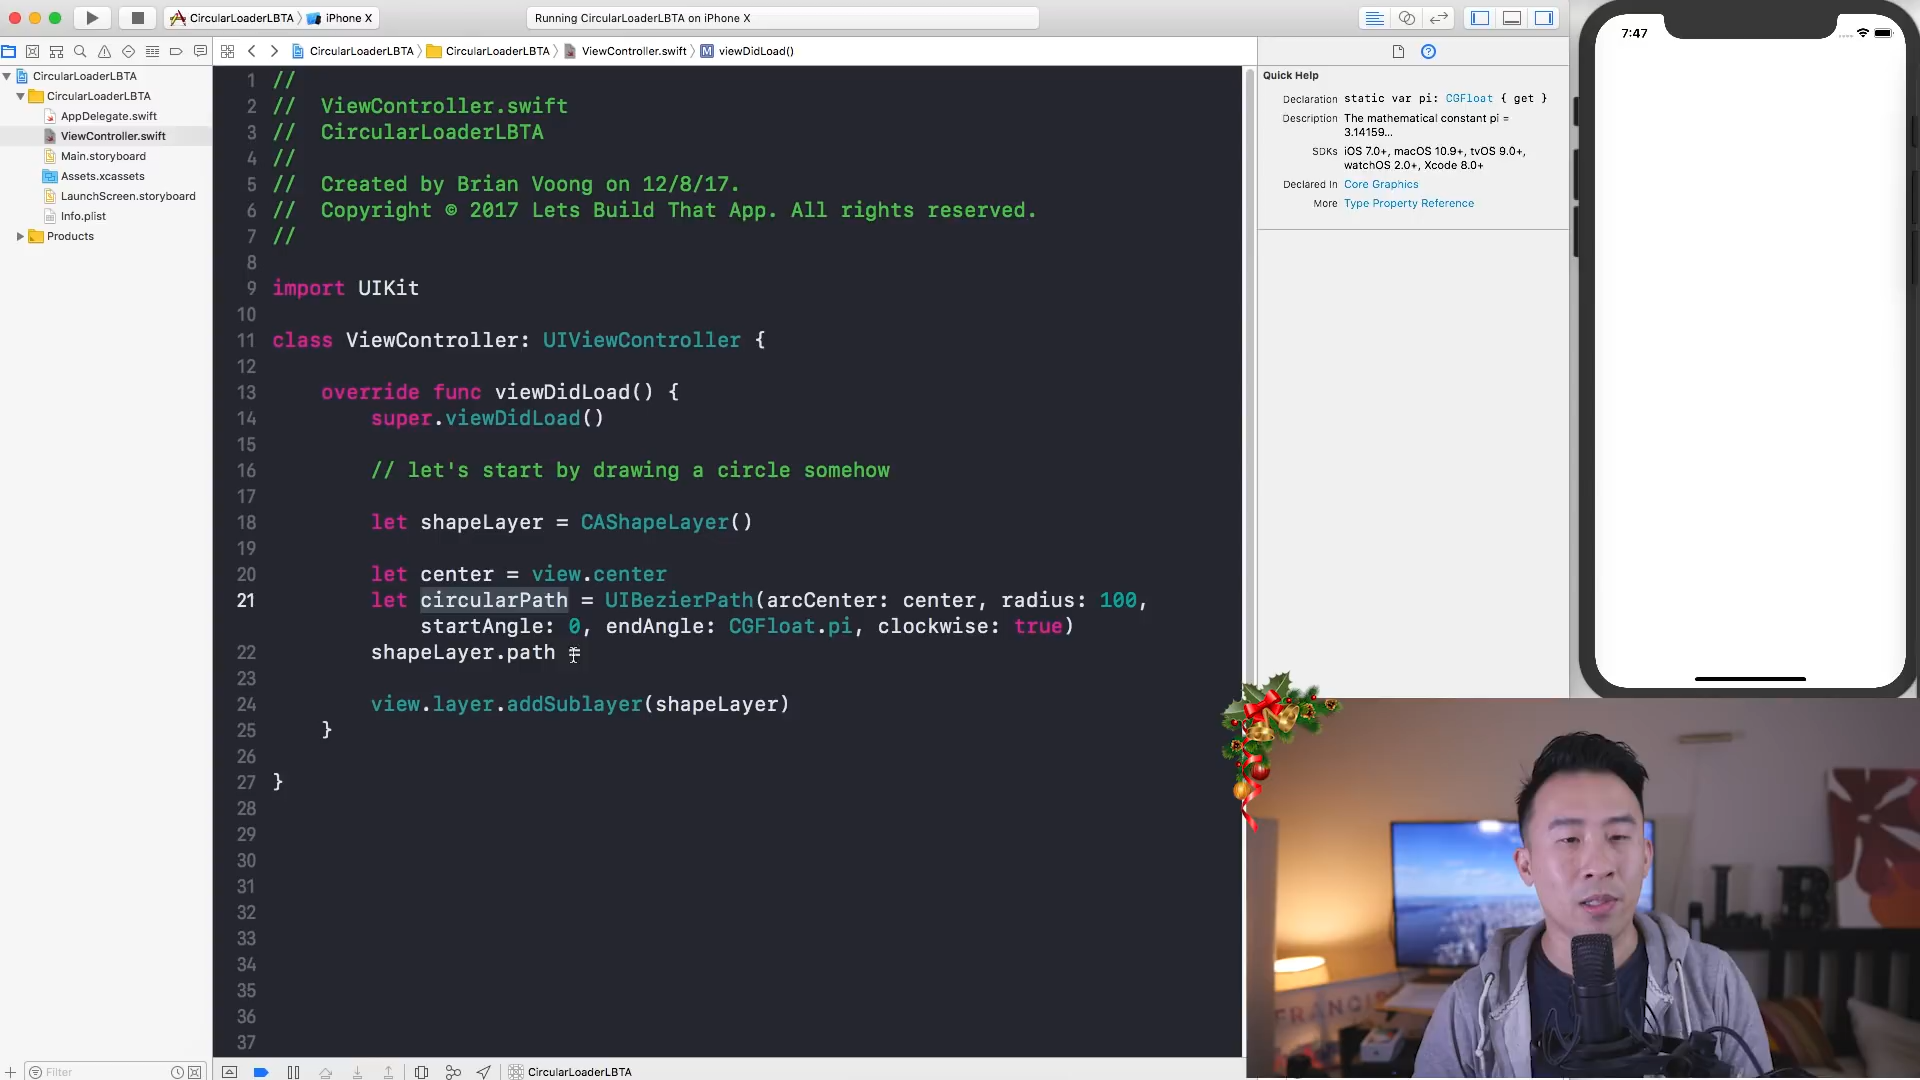 CircularLoaderLBTA 〉 iPhone X
Running CircularLoaderLBTA on iPhone X
CircularLoaderLBTA 〉 CircularLoaderLBTA 〉 ViewController.swift 〉 M viewDidLoad()
CircularLoaderLBTA
CircularLoaderLBTA
AppDelegate.swift
ViewController.swift
Main.storyboard
Assets.xcassets
LaunchScreen.storyboard
Info.plist
Products
1 //
2 // ViewController.swift
3 // CircularLoaderLBTA
4 //
5 // Created by Brian Voong on 12/8/17.
6 // Copyright © 2017 Lets Build That App. All rights reserved.
7 //
8
9 import UIKit
10
11 class ViewController: UIViewController {
12
13 override func viewDidLoad() {
14 super.viewDidLoad()
15
16 // let's start by drawing a circle somehow
17
18 let shapeLayer = CAShapeLayer()
19
20 let center = view.center
21 let circularPath = UIBezierPath(arcCenter: center, radius: 100,
startAngle: 0, endAngle: CGFloat.pi, clockwise: true)
22 shapeLayer.path =
23
24 view.layer.addSublayer(shapeLayer)
25 }
26
27 }
28
29
30
31
32
33
34
35
36
37
Filter
CircularLoaderLBTA
Quick Help
Declaration static var pi: CGFloat { get }
Description The mathematical constant pi =
3.14159...
SDKs iOS 7.0+, macOS 10.9+, tvOS 9.0+,
watchOS 2.0+, Xcode 8.0+
Declared In Core Graphics
More Type Property Reference
7:47
L B
FRANCIS